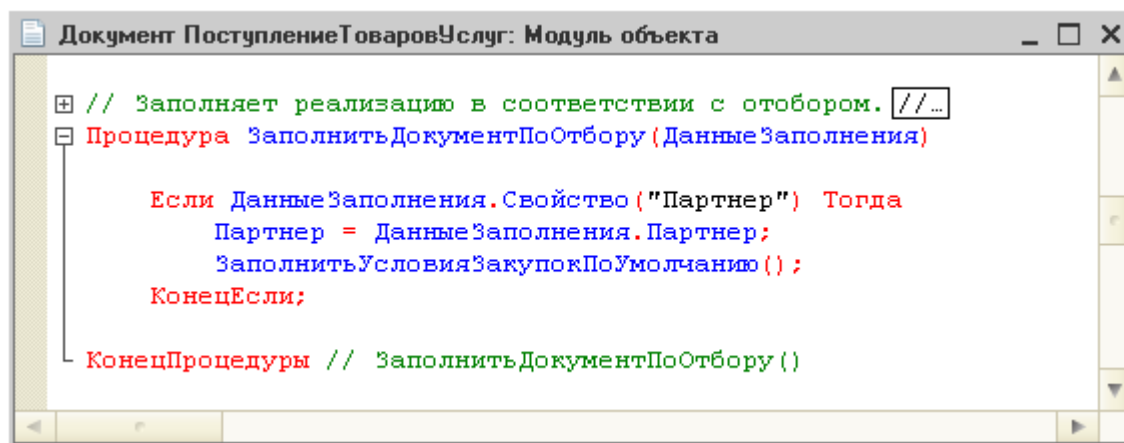 Документ ПоступлениеТоваровУслуг: Модуль объекта
// Заполняет реализацию в соответствии с отобором. //...
Процедура ЗаполнитьДокументПоОтбору(ДанныеЗаполнения)
Если ДанныеЗаполнения.Свойство("Партнер") Тогда
Партнер = ДанныеЗаполнения.Партнер;
ЗаполнитьУсловияЗакупокПоУмолчанию();
КонецЕсли;
КонецПроцедуры // ЗаполнитьДокументПоОтбору()